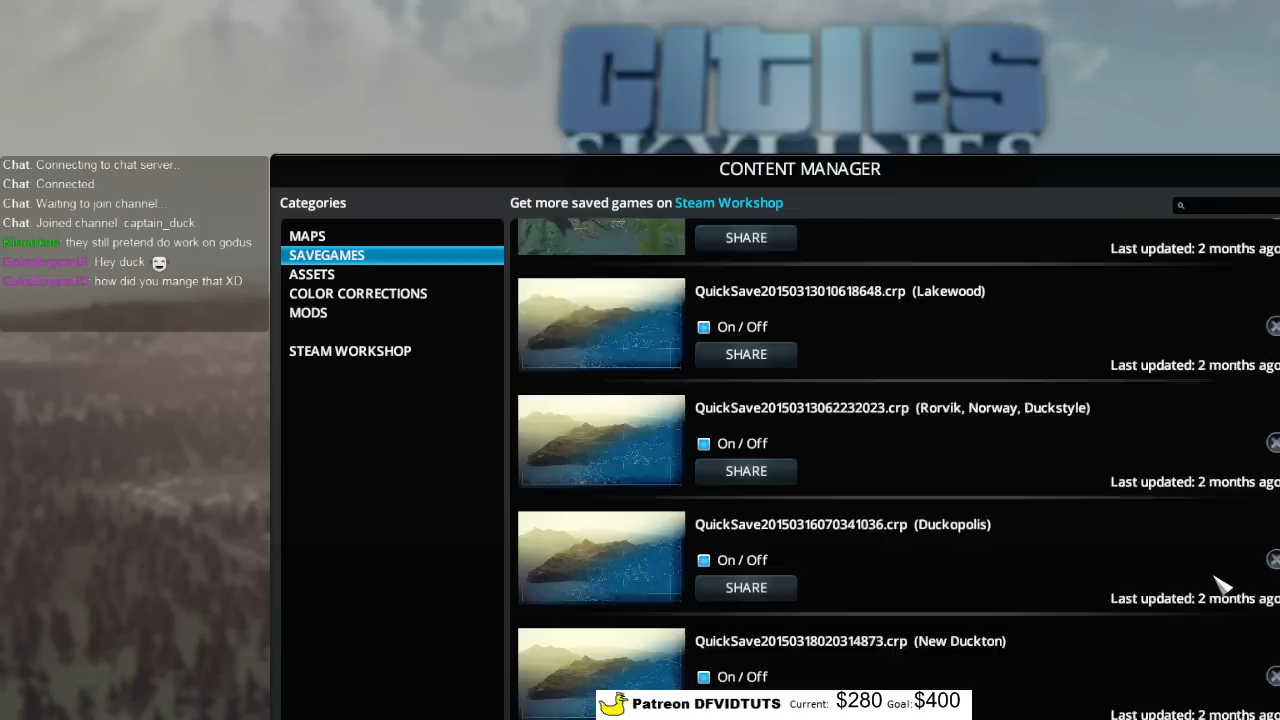 CITIES
SKYLINES
Chat. Connecting to chat server..
Chat: Connected
Chat. Waiting to join channel...
Chat. Joined channel. captain_duck.
they still pretend do work on godus
Hey duck
how did you mange that XD
CONTENT MANAGER
Categories
MAPS
SAVEGAMES
ASSETS
COLOR CORRECTIONS
MODS
STEAM WORKSHOP
Get more saved games on Steam Workshop
SHARE
Last updated: 2 months ago
QuickSave20150313010618648.crp (Lakewood)
On / Off
SHARE
Last updated: 2 months ago
QuickSave20150313062232023.crp (Rorvik, Norway, Duckstyle)
On / Off
SHARE
Last updated: 2 months ago
QuickSave20150316070341036.crp (Duckopolis)
On / Off
SHARE
Last updated: 2 months ago
QuickSave20150318020314873.crp (New Duckton)
On / Off
Last updated: 2 months ago
Patreon DFVIDTUTS Current: $280 Goal: $400